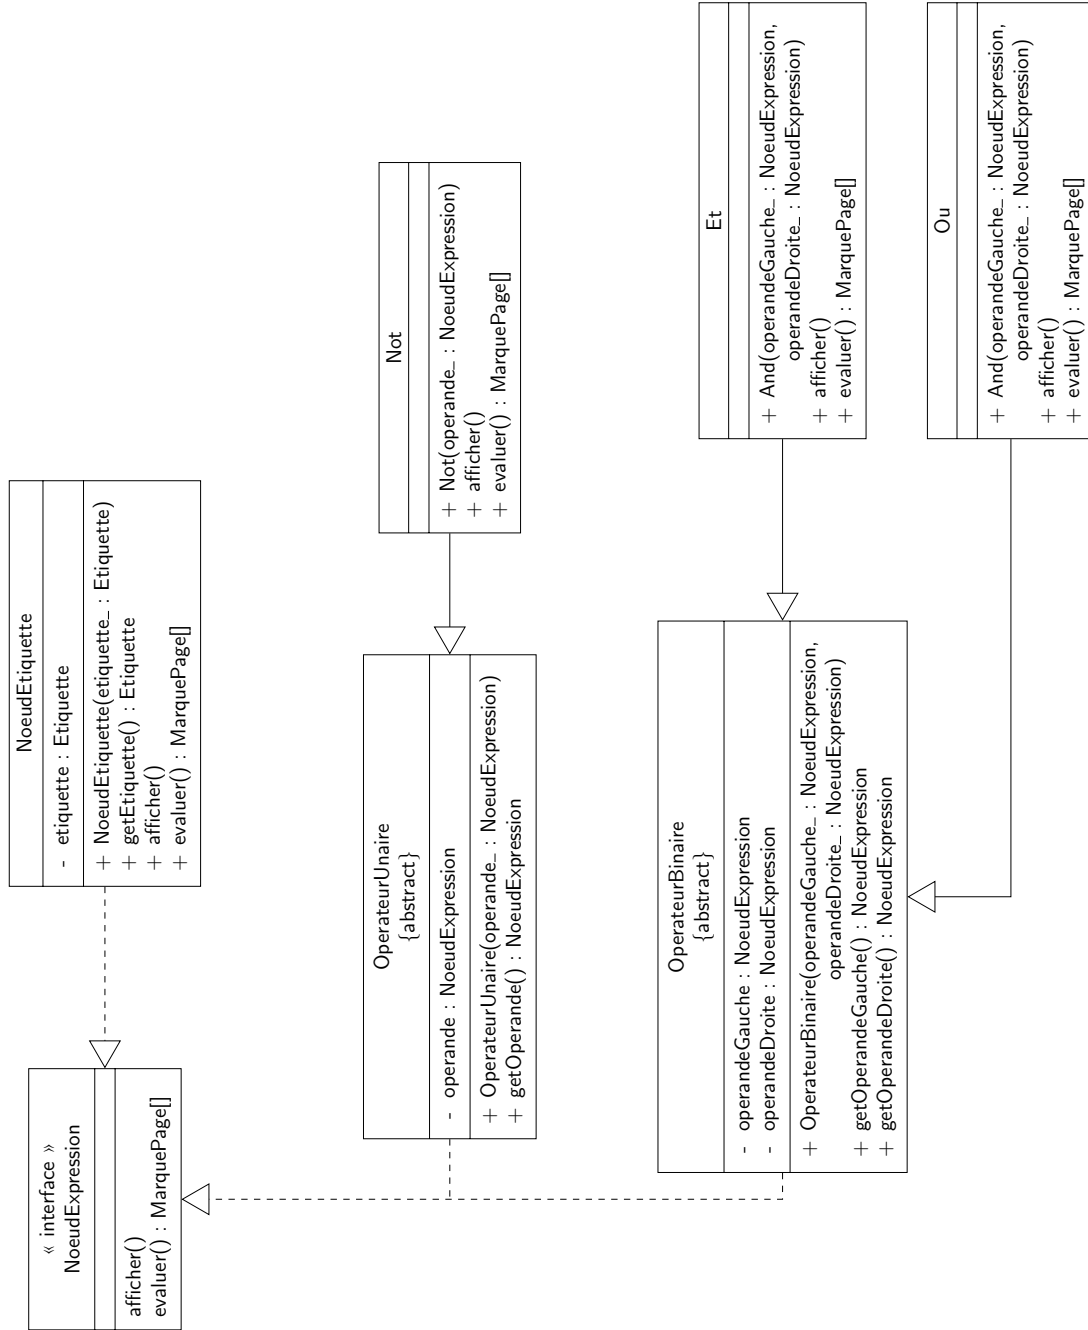 « interface »
NoeudExpression
afficher()
evaluer() : MarquePage[]
NoeudEtiquette
- etiquette : Etiquette
+ NoeudEtiquette(etiquette_ : Etiquette)
+ getEtiquette() : Etiquette
+ afficher()
+ evaluer() : MarquePage[]
OperateurUnaire
{abstract}
- operande : NoeudExpression
+ OperateurUnaire(operande_ : NoeudExpression)
+ getOperande() : NoeudExpression
Not
+ Not(operande_ : NoeudExpression)
+ afficher()
+ evaluer() : MarquePage[]
OperateurBinaire
{abstract}
- operandeGauche : NoeudExpression
- operandeDroite : NoeudExpression
+ OperateurBinaire(operandeGauche_ : NoeudExpression,
operandeDroite_ : NoeudExpression)
+ getOperandeGauche() : NoeudExpression
+ getOperandeDroite() : NoeudExpression
Et
+ And(operandeGauche_ : NoeudExpression,
operandeDroite_ : NoeudExpression)
+ afficher()
+ evaluer() : MarquePage[]
Ou
+ And(operandeGauche_ : NoeudExpression,
operandeDroite_ : NoeudExpression)
+ afficher()
+ evaluer() : MarquePage[]